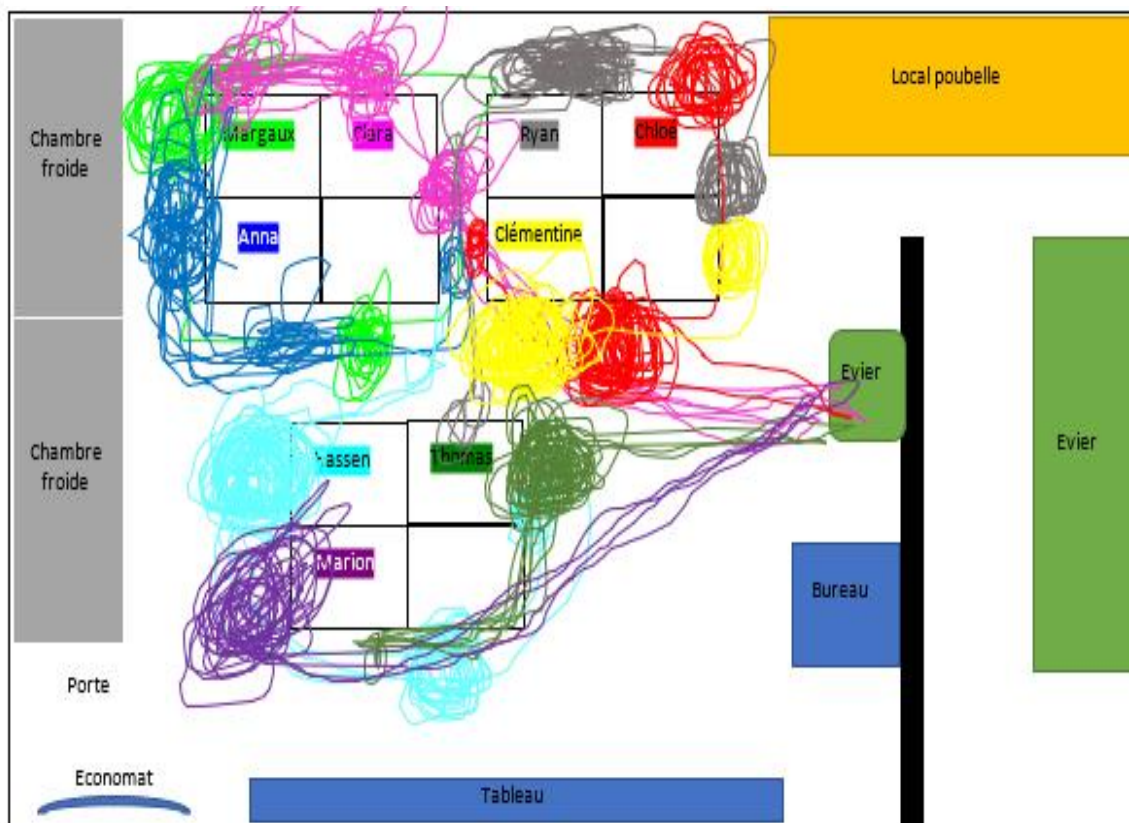 Local poubelle
Chambre
froide
Margaux
Clara
Ryan
Chloé
Anna
Clémentine
Evier
Chambre
froide
Hassen
Thomas
Evier
Marion
Bureau
Porte
Economat
Tableau